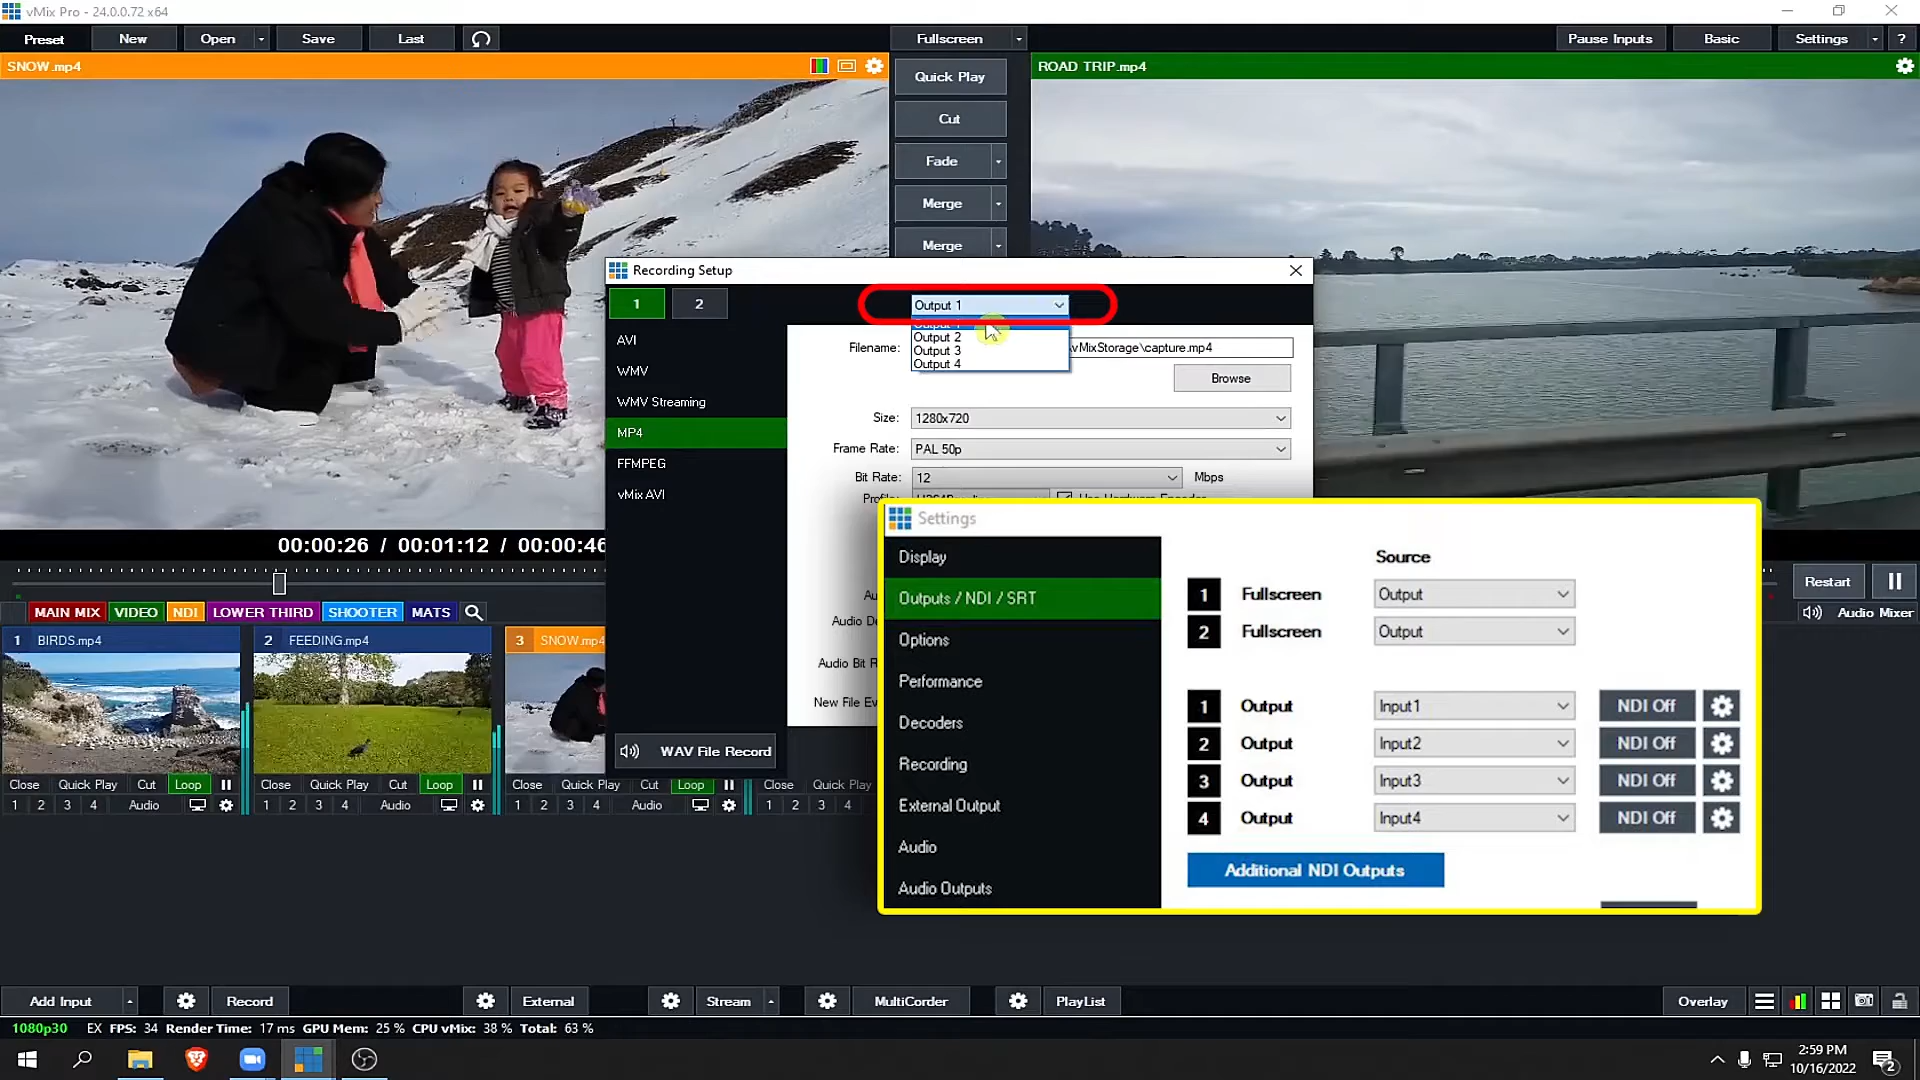 vMix Pro - 24.0.0.72 x64
Preset New Open Save Last Fullscreen Pause Inputs Basic Settings ?
SNOW.mp4
ROAD TRIP.mp4
Quick Play
Cut
Fade
Merge
Merge
Recording Setup
1 2 Output 1
Output 1
Output 2
Output 3
Output 4
AVI
WMV
WMV Streaming
MP4
FFMPEG
vMix AVI
WAV File Record
Filename: vMixStorage\capture.mp4
Browse
Size: 1280x720
Frame Rate: PAL 50p
Bit Rate: 12 Mbps
Profile: Use Hardware Encoder
Audio De
Audio Bit R
New File Ev
00:00:26 / 00:01:12 / 00:00:46
Restart
MAIN MIX VIDEO NDI LOWER THIRD SHOOTER MATS
Audio Mixer
1 BIRDS.mp4
2 FEEDING.mp4
3 SNOW.mp4
Close Quick Play Cut Loop
1 2 3 4 Audio
Close Quick Play Cut Loop
1 2 3 4 Audio
Close Quick Play Cut Loop
1 2 3 4 Audio
Close Quick Play
1 2 3 4
Settings
Display
Outputs / NDI / SRT
Options
Performance
Decoders
Recording
External Output
Audio
Audio Outputs
Source
1 Fullscreen Output
2 Fullscreen Output
1 Output Input1 NDI Off
2 Output Input2 NDI Off
3 Output Input3 NDI Off
4 Output Input4 NDI Off
Additional NDI Outputs
Add Input Record External Stream MultiCorder PlayList Overlay
1080p30 EX FPS: 34 Render Time: 17 ms GPU Mem: 25 % CPU vMix: 38 % Total: 63 %
2:59 PM
10/16/2022
2